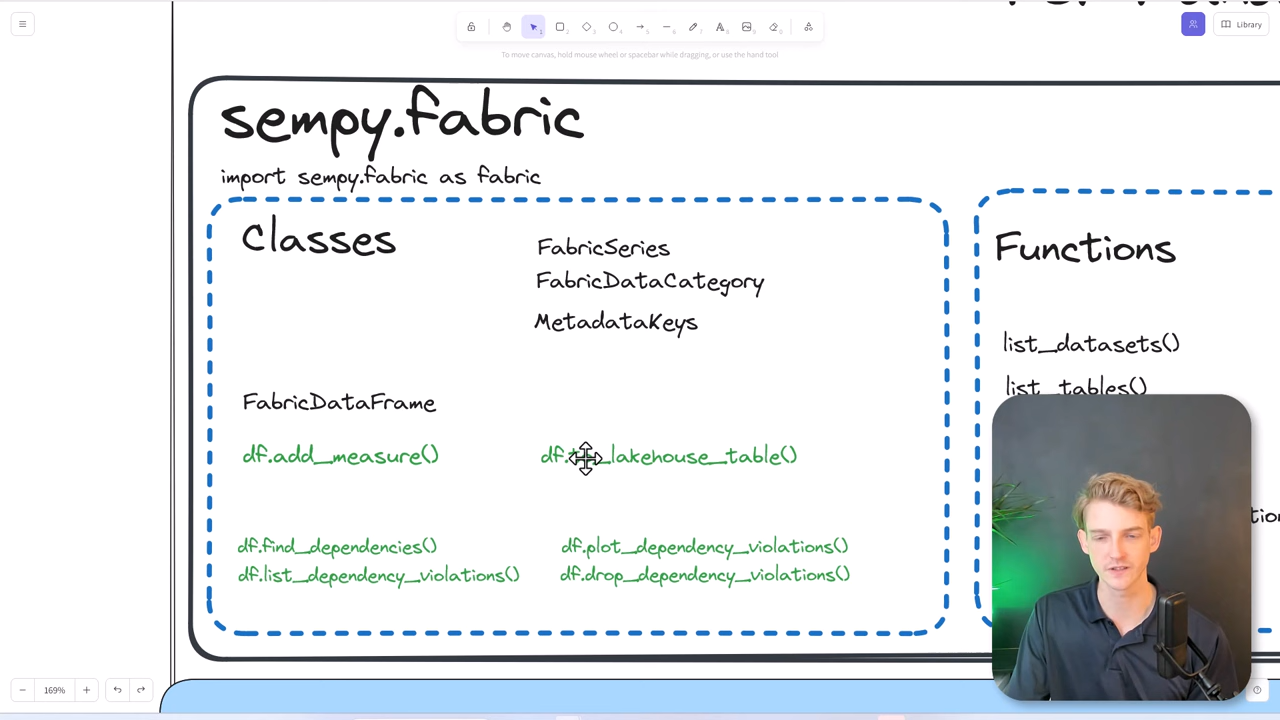 Library
To move canvas, hold mouse wheel or spacebar while dragging, or use the hand tool
sempy.fabric
import sempy.fabric as fabric
Classes
FabricSeries
FabricDataCategory
MetadataKeys
FabricDataFrame
df.add_measure()
lakehouse_table()
df.find_dependencies()
df.plot_dependency_violations()
df.list_dependency_violations()
df.drop_dependency_violations()
Functions
list_datasets()
list_tables()
169%